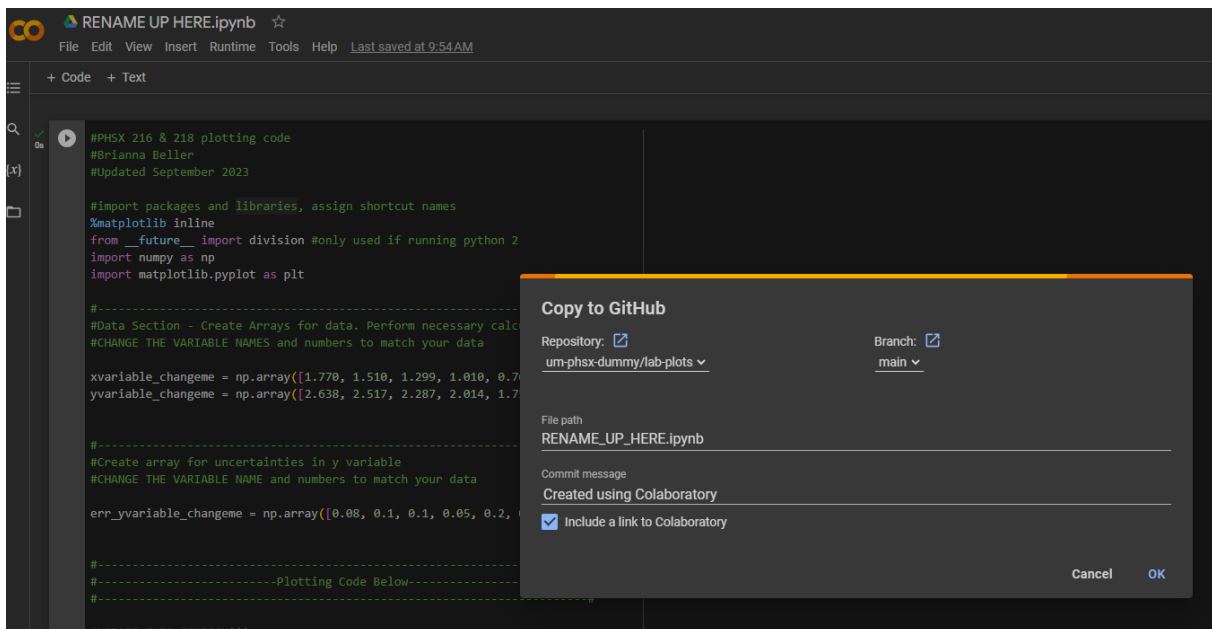 RENAME UP HERE.ipynb
File Edit View Insert Runtime Tools Help Last saved at 9:54 AM
+ Code + Text
0s
{x}
#PHSX 216 & 218 plotting code
#Brianna Beller
#Updated September 2023
#import packages and libraries, assign shortcut names
%matplotlib inline
from __future__ import division #only used if running python 2
import numpy as np
import matplotlib.pyplot as plt
#----------------------------------------------------------------
#Data Section - Create Arrays for data. Perform necessary
#CHANGE THE VARIABLE NAMES and numbers to match your data
xvariable_changeme = np.array([1.770, 1.510, 1.299, 1.010,
yvariable_changeme = np.array([2.638, 2.517, 2.287, 2.014,
#----------------------------------------------------------------
#Create array for uncertainties in y variable
#CHANGE THE VARIABLE NAME and numbers to match your data
err_yvariable_changeme = np.array([0.08, 0.1, 0.1, 0.05, 0.2,
#----------------------------------------------------------------
#--------------------------Plotting Code Below----------------
#-----------------------------------------------------------------------#
Copy to GitHub
Repository: Branch:
um-phsx-dummy/lab-plots main
File path
RENAME_UP_HERE.ipynb
Commit message
Created using Colaboratory
Include a link to Colaboratory
Cancel OK